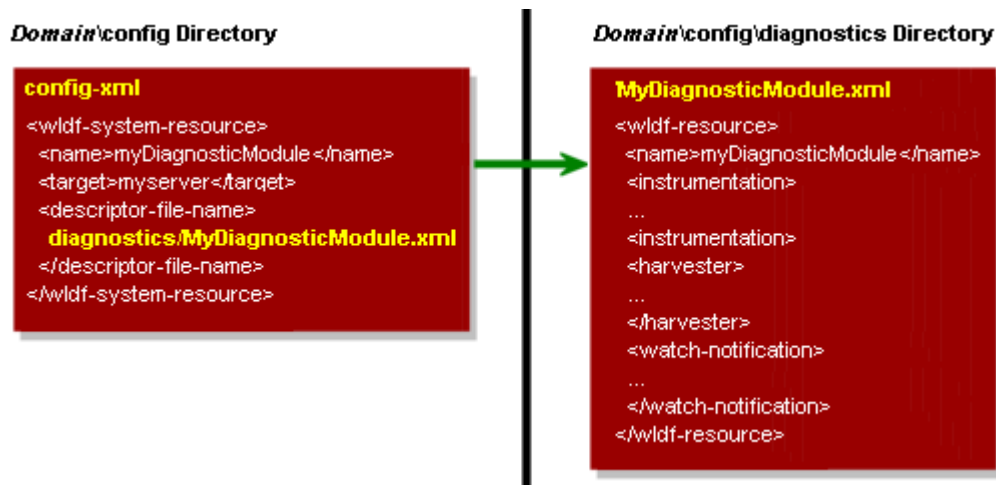 Domain\config Directory
config-xml
<wldf-system-resource>
<name>myDiagnosticModule</name>
<target>myserver</target>
<descriptor-file-name>
diagnostics/MyDiagnosticModule.xml
</descriptor-file-name>
</wldf-system-resource>
Domain\config\diagnostics Directory
MyDiagnosticModule.xml
<wldf-resource>
<name>myDiagnosticModule</name>
<instrumentation>
...
<instrumentation>
<harvester>
...
</harvester>
<watch-notification>
...
</watch-notification>
</wldf-resource>